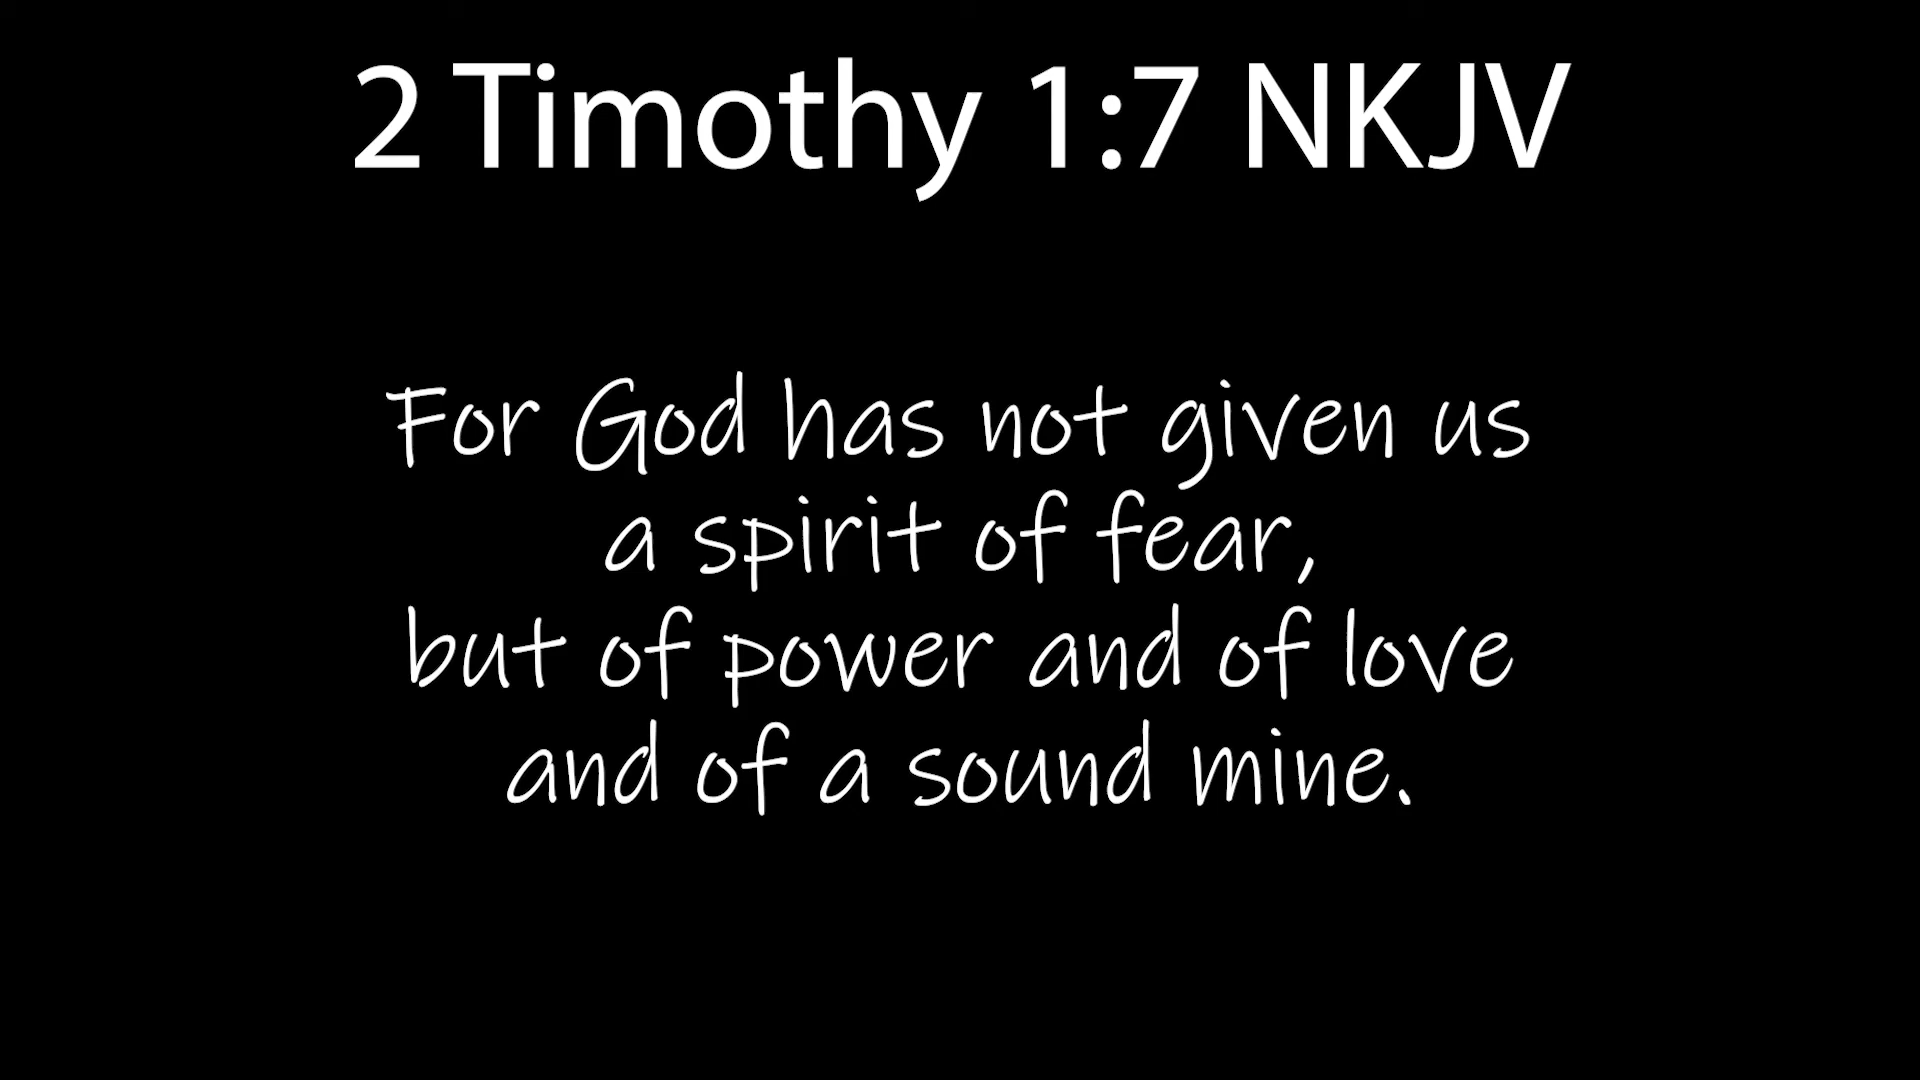 2 Timothy 1:7 NKJV
For God has not given us
a spirit of fear,
but of power and of love
and of a sound mine.